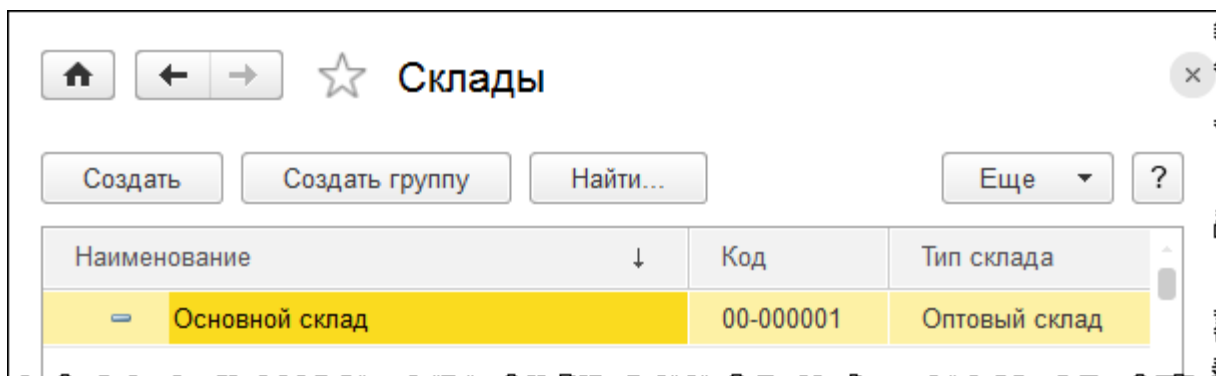 Склады
Создать Создать группу Найти... Еще ?
Наименование ↓ Код Тип склада
Основной склад 00-000001 Оптовый склад